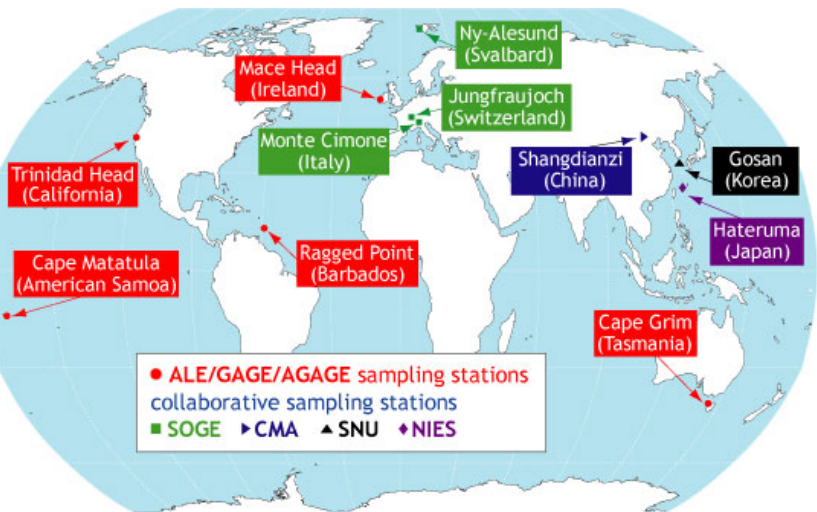 Ny-Alesund
(Svalbard)
Mace Head
(Ireland)
Jungfraujoch
(Switzerland)
Monte Cimone
(Italy)
Shangdianzi
(China)
Gosan
(Korea)
Trinidad Head
(California)
Hateruma
(Japan)
Ragged Point
(Barbados)
Cape Matatula
(American Samoa)
Cape Grim
(Tasmania)
ALE/GAGE/AGAGE sampling stations
collaborative sampling stations
SOGE CMA SNU NIES